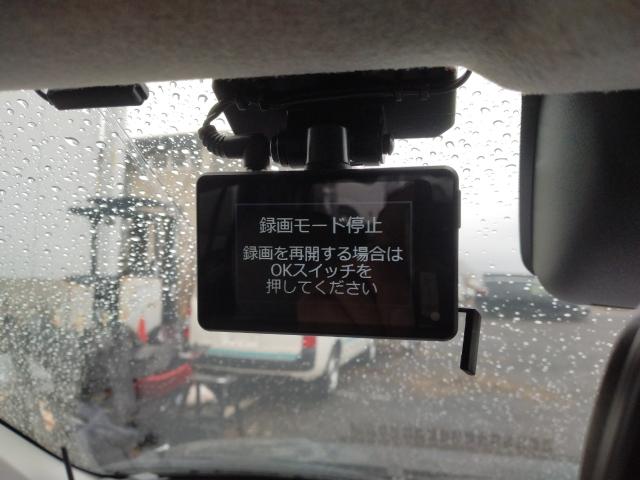 録画モード停止
録画を再開する場合は
OKスイッチを
押してください